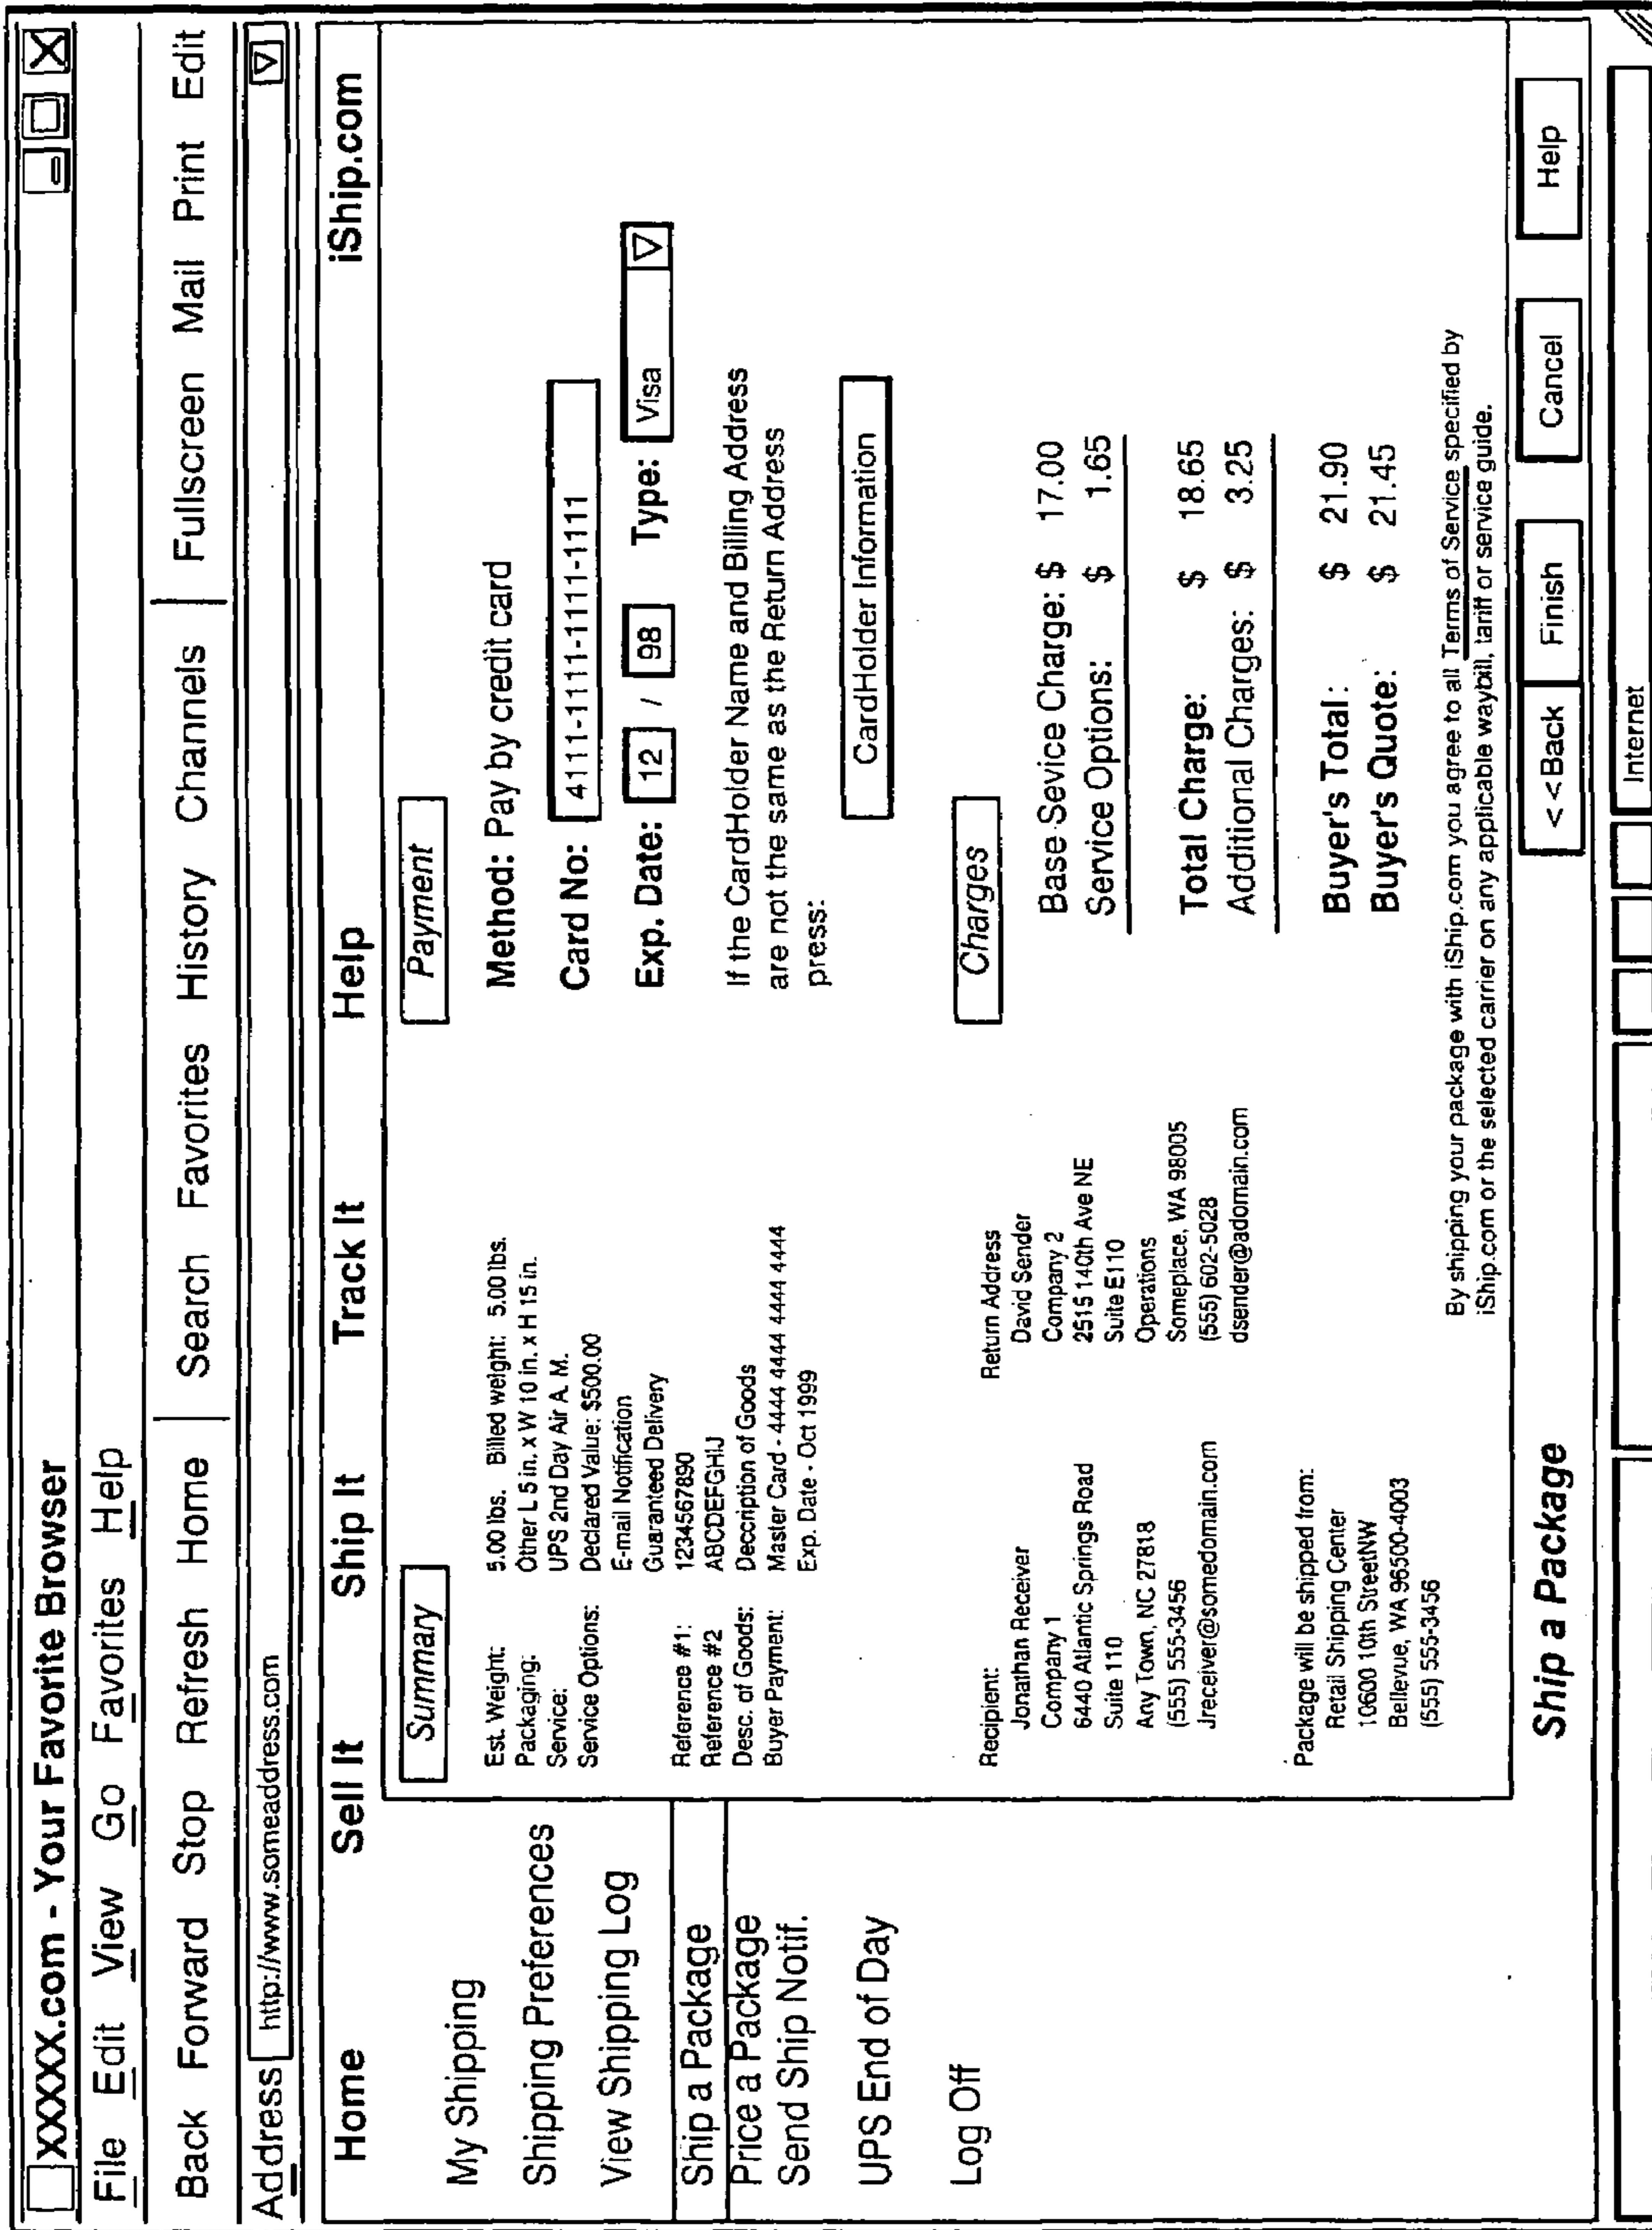 XXXXX.com - Your Favorite Browser
File Edit View Go Favorites Help
Back Forward Stop Refresh Home Search Favorites History Channels Fullscreen Mail Print Edit
Address http://www.someaddress.com
Home Sell It Ship It Track It Help iShip.com
My Shipping
Shipping Preferences
View Shipping Log
Ship a Package
Price a Package
Send Ship Notif.
UPS End of Day
Log Off
Summary
Est. Weight: 5.00 lbs. Billed weight: 5.00 lbs.
Packaging: Other L 5 in. x W 10 in. x H 15 in.
Service: UPS 2nd Day Air A. M.
Service Options: Declared Value: $500.00
E-mail Notification
Guaranteed Delivery
Reference #1: 1234567890
Reference #2 ABCDEFGHIJ
Desc. of Goods: Deccription of Goods
Buyer Payment: Master Card - 4444 4444 4444 4444
Exp. Date - Oct 1999
Recipient:
Jonathan Receiver
Company 1
6440 Atlantic Springs Road
Suite 110
Any Town, NC 27818
(555) 555-3456
Jreceiver@somedomain.com
Return Address
David Sender
Company 2
2515 140th Ave NE
Suite E110
Operations
Someplace, WA 98005
(555) 602-5028
dsender@adomain.com
Package will be shipped from:
Retail Shipping Center
10600 10th StreetNW
Bellevue, WA 96500-4003
(555) 555-3456
Payment
Method: Pay by credit card
Card No: 4111-1111-1111-1111
Exp. Date: 12 / 98 Type: Visa
If the CardHolder Name and Billing Address
are not the same as the Return Address
press:
CardHolder Information
Charges
Base Sevice Charge: $ 17.00
Service Options: $ 1.65
Total Charge: $ 18.65
Additional Charges: $ 3.25
Buyer's Total: $ 21.90
Buyer's Quote: $ 21.45
By shipping your package with iShip.com you agree to all Terms of Service specified by
iShip.com or the selected carrier on any applicable waybill, tariff or service guide.
Ship a Package <<Back Finish Cancel Help
Internet